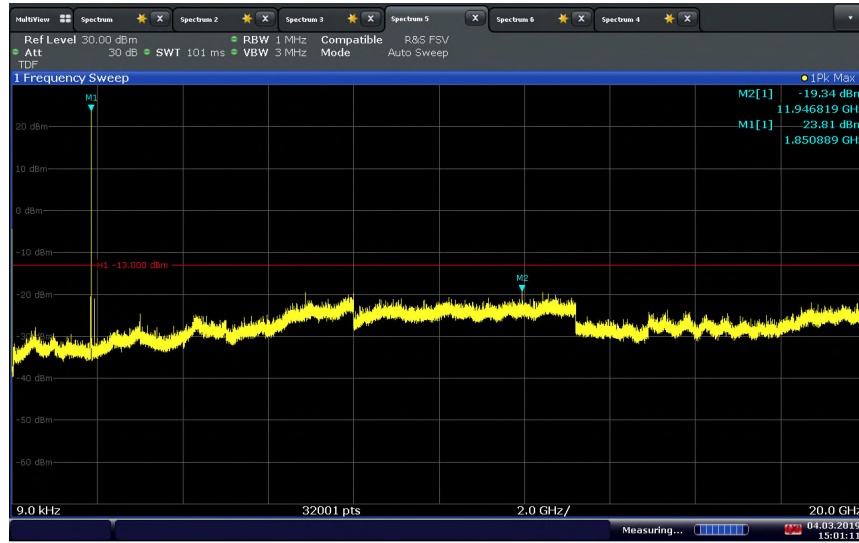 MultiView Spectrum X Spectrum 2 X Spectrum 3 X Spectrum 5 X Spectrum 6 X Spectrum 4 X
Ref Level 30.00 dBm RBW 1 MHz Compatible R&S FSV
Att 30 dB SWT 101 ms VBW 3 MHz Mode Auto Sweep
TDF
1 Frequency Sweep 1Pk Max
M2[1] -19.34 dBm
11.946819 GH
M1[1] 23.81 dBm
1.850889 GH
M1
20 dBm
10 dBm
0 dBm
-10 dBm
H1 -13.000 dBm
M2
-20 dBm
-30 dBm
-40 dBm
-50 dBm
-60 dBm
9.0 kHz 32001 pts 2.0 GHz/ 20.0 GHz
Measuring... 04.03.2019
15:01:11